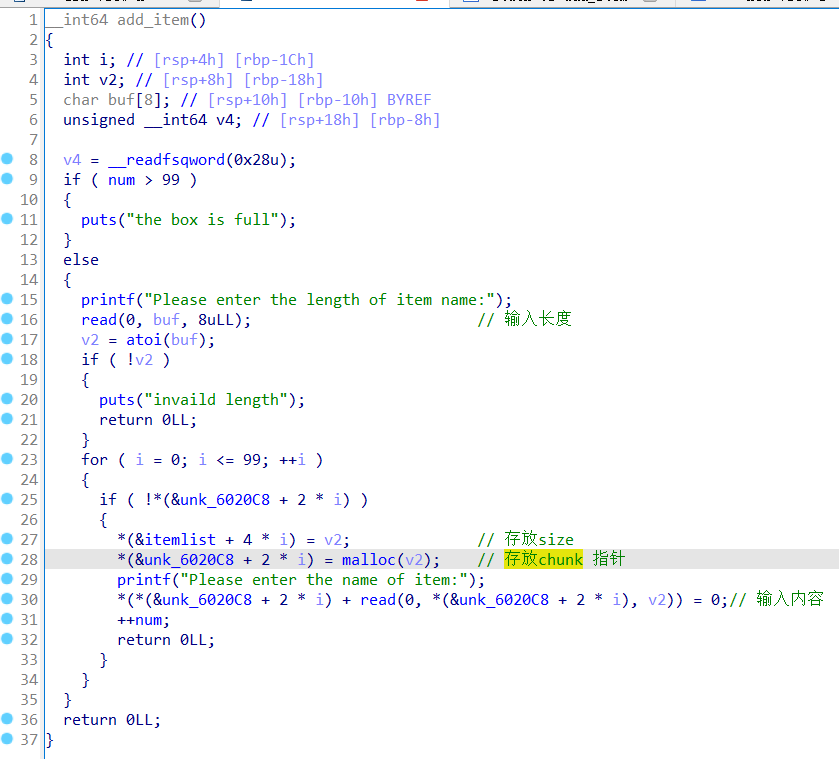 1 __int64 add_item()
2 {
3 int i; // [rsp+4h] [rbp-1Ch]
4 int v2; // [rsp+8h] [rbp-18h]
5 char buf[8]; // [rsp+10h] [rbp-10h] BYREF
6 unsigned __int64 v4; // [rsp+18h] [rbp-8h]
7
8 v4 = __readfsqword(0x28u);
9 if ( num > 99 )
10 {
11 puts("the box is full");
12 }
13 else
14 {
15 printf("Please enter the length of item name:");
16 read(0, buf, 8uLL); // 输入长度
17 v2 = atoi(buf);
18 if ( !v2 )
19 {
20 puts("invaild length");
21 return 0LL;
22 }
23 for ( i = 0; i <= 99; ++i )
24 {
25 if ( !*(&unk_6020C8 + 2 * i) )
26 {
27 *(&itemlist + 4 * i) = v2; // 存放size
28 *(&unk_6020C8 + 2 * i) = malloc(v2); // 存放chunk 指针
29 printf("Please enter the name of item:");
30 *(*(&unk_6020C8 + 2 * i) + read(0, *(&unk_6020C8 + 2 * i), v2)) = 0;// 输入内容
31 ++num;
32 return 0LL;
33 }
34 }
35 }
36 return 0LL;
37 }